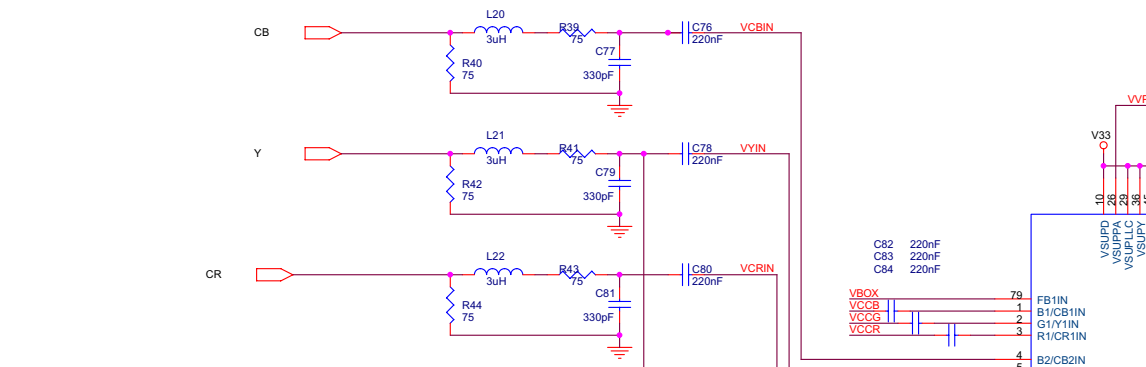 CB
L20
3uH
R39
75
C76
220nF
VCBIN
R40
75
C77
330pF
Y
L21
3uH
R41
75
C78
220nF
VYIN
R42
75
C79
330pF
CR
L22
3uH
R43
75
C80
220nF
VCRIN
R44
75
C81
330pF
V33
10
26
29
36
VSUPD
VSUPPA
VSUPLLC
VSUPY
C82 220nF
C83 220nF
C84 220nF
VBOX
VCCB
VCCG
VCCR
79 FB1IN
1 B1/CB1IN
2 G1/Y1IN
3 R1/CR1IN
4 B2/CB2IN